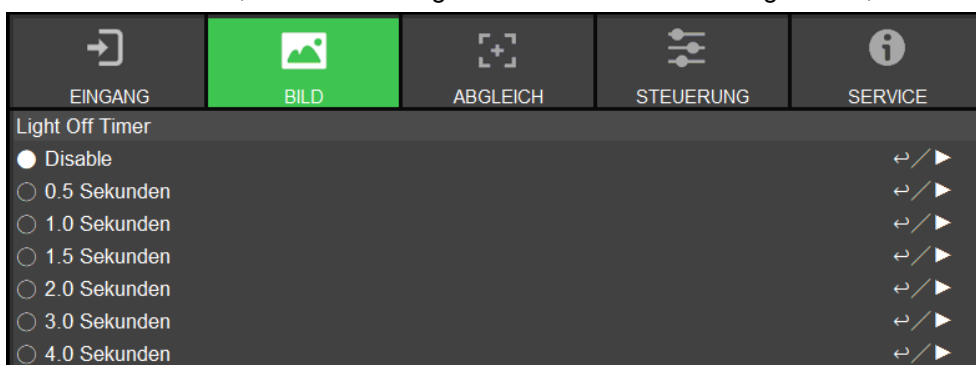 EINGANG BILD ABGLEICH STEUERUNG SERVICE
Light Off Timer
Disable
0.5 Sekunden
1.0 Sekunden
1.5 Sekunden
2.0 Sekunden
3.0 Sekunden
4.0 Sekunden